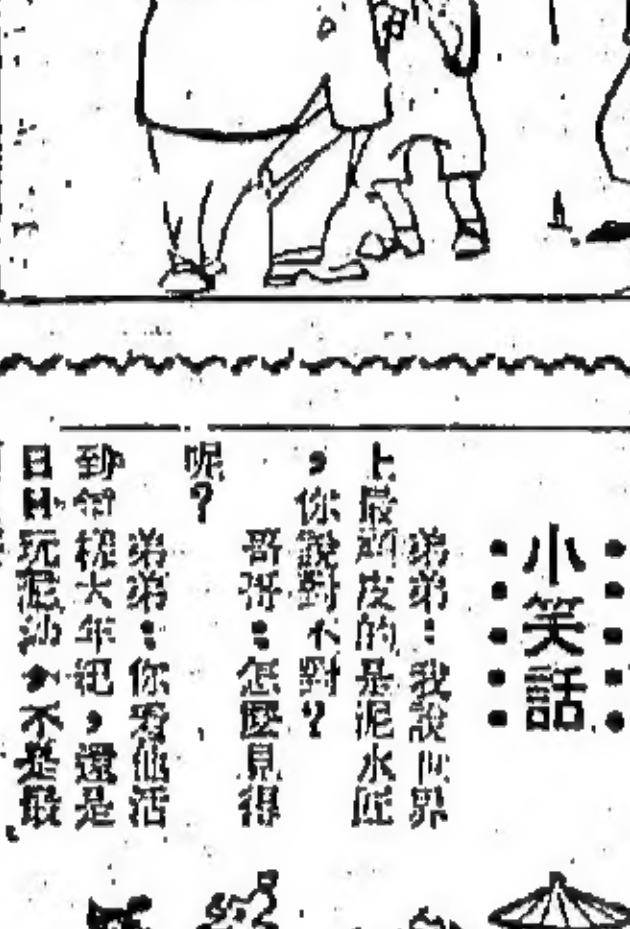 小笑話
弟弟：我說世界
上最頑皮的是泥水匠
，你說對不對？
哥哥：怎麼見得
呢？
弟弟：你看他活
到這大年紀，還是
日日玩泥沙，不是最